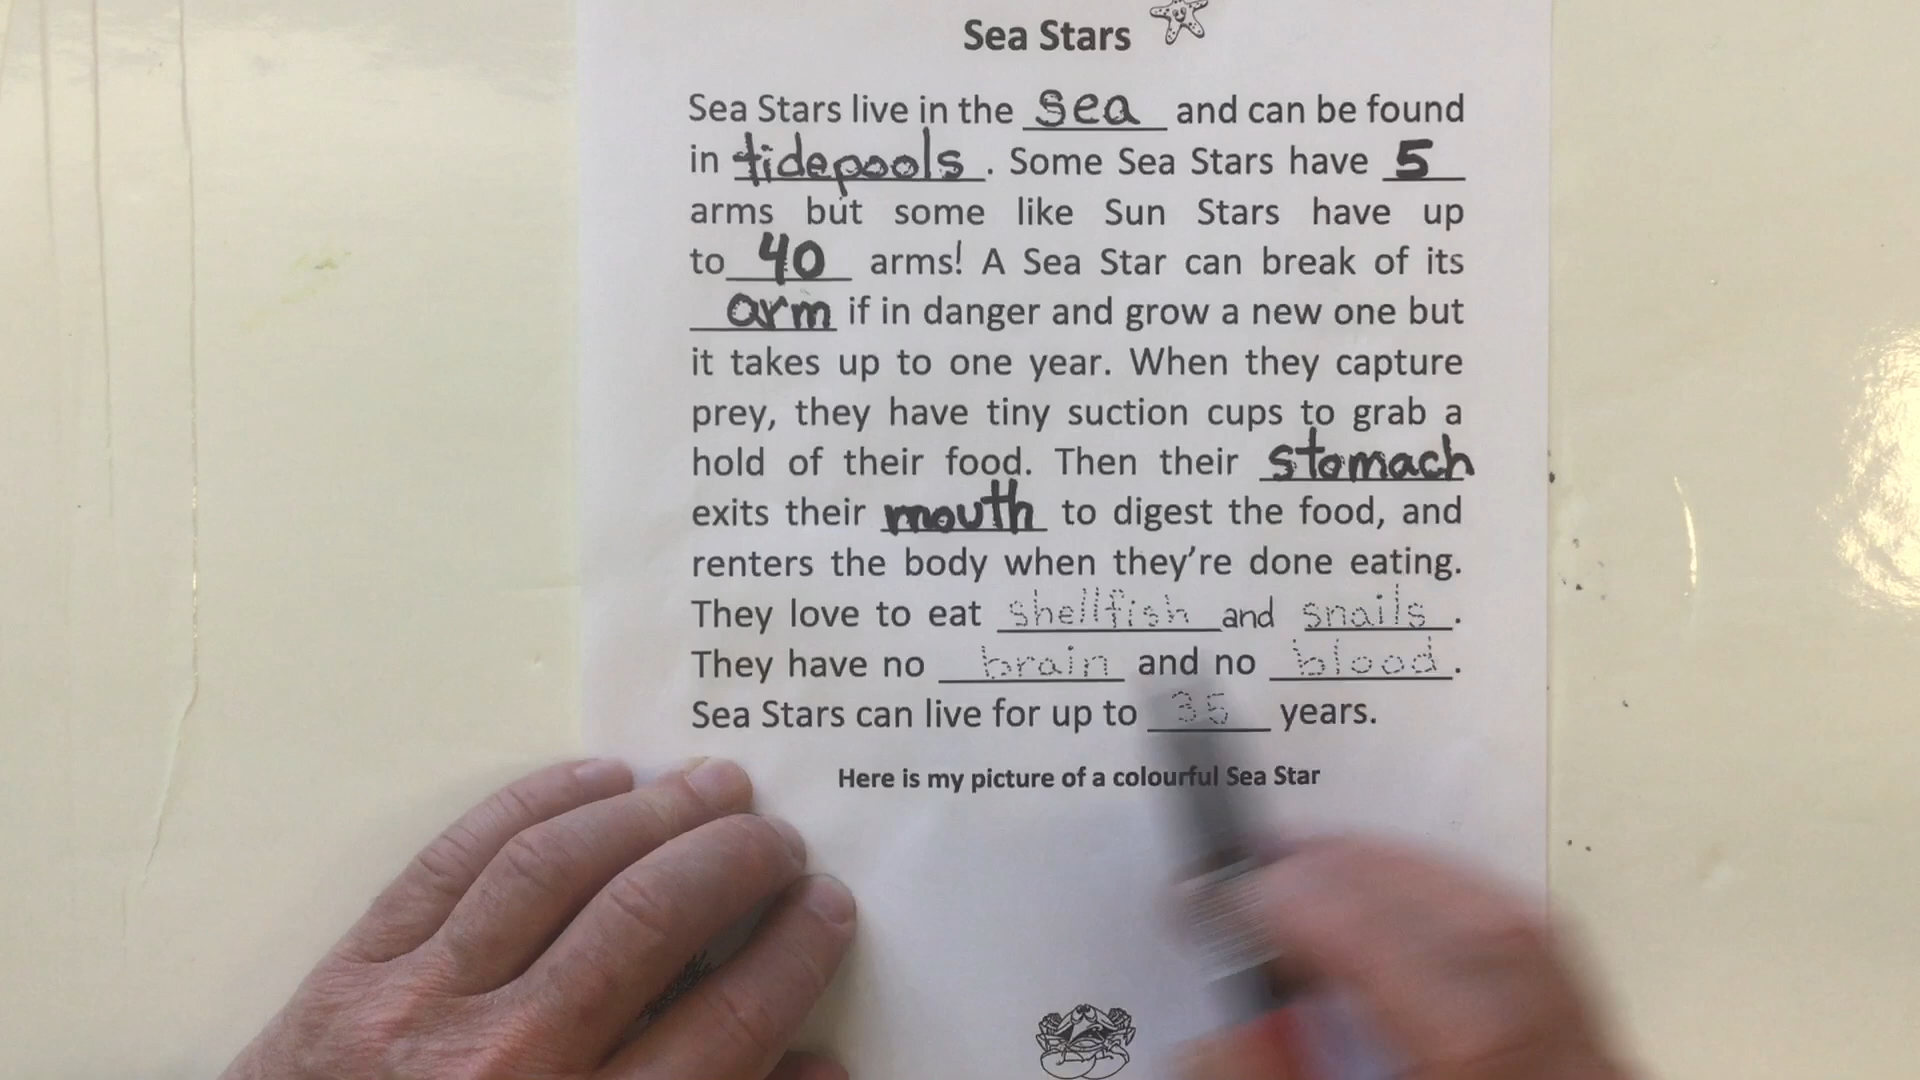 Sea Stars
Sea Stars live in the sea and can be found
in tidepools. Some Sea Stars have 5
arms but some like Sun Stars have up
to 40 arms! A Sea Star can break of its
arm if in danger and grow a new one but
it takes up to one year. When they capture
prey, they have tiny suction cups to grab a
hold of their food. Then their stomach
exits their mouth to digest the food, and
renters the body when they’re done eating.
They love to eat shellfish and snails.
They have no brain and no blood.
Sea Stars can live for up to 35 years.
Here is my picture of a colourful Sea Star